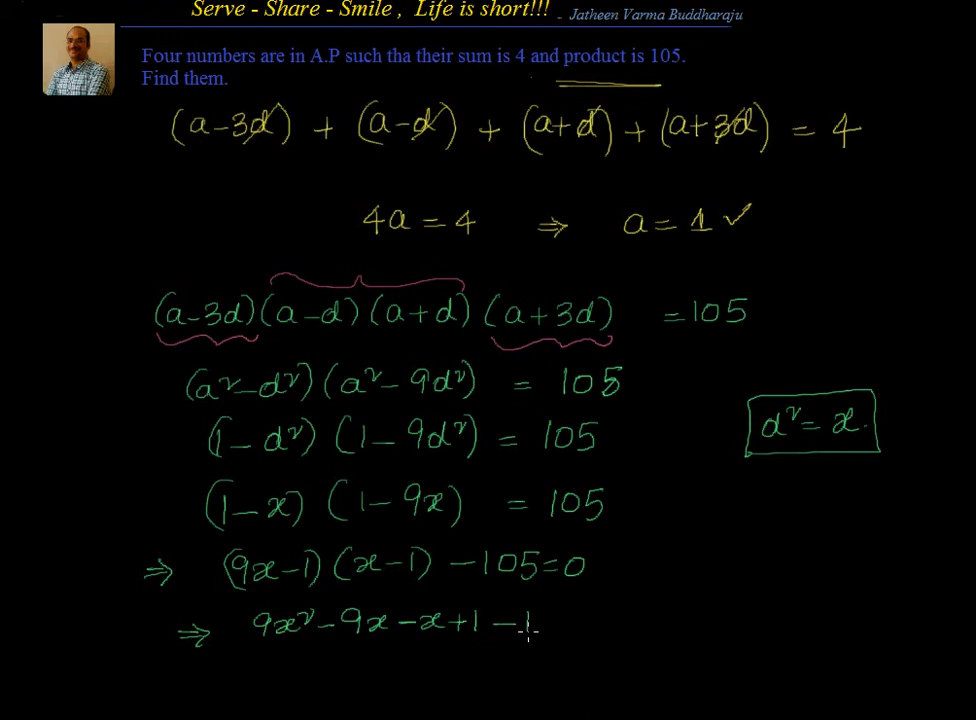 Serve - Share - Smile , Life is short!!! - Jatheen Varma Buddharaju
Four numbers are in A.P such tha their sum is 4 and product is 105.
Find them.
(a-3d) + (a-d) + (a+d) + (a+3d) = 4
4a = 4 ⇒ a = 1 ✓
(a-3d)(a-d)(a+d)(a+3d) = 105
(a²-d²)(a²-9d²) = 105
(1-d²)(1-9d²) = 105
d² = x.
(1-x)(1-9x) = 105
⇒ (9x-1)(x-1) - 105 = 0
⇒ 9x² - 9x - x + 1 - 1